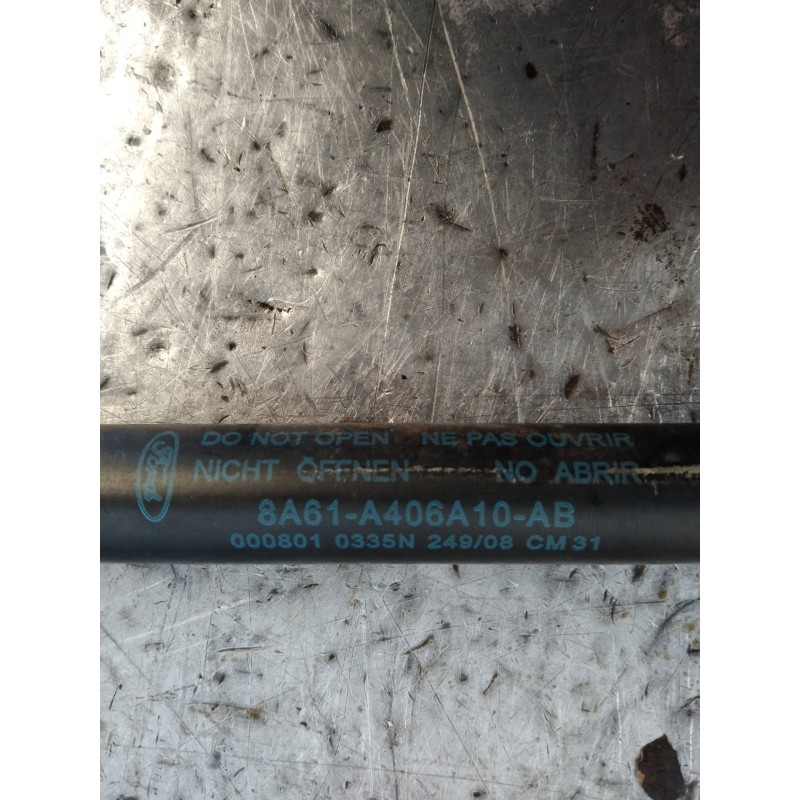 Ford
DO NOT OPEN NE PAS OUVRIR
NICHT ÖFFNEN NO ABRIR
8A61-A406A10-AB
000801 0335N 249/08 CM 31